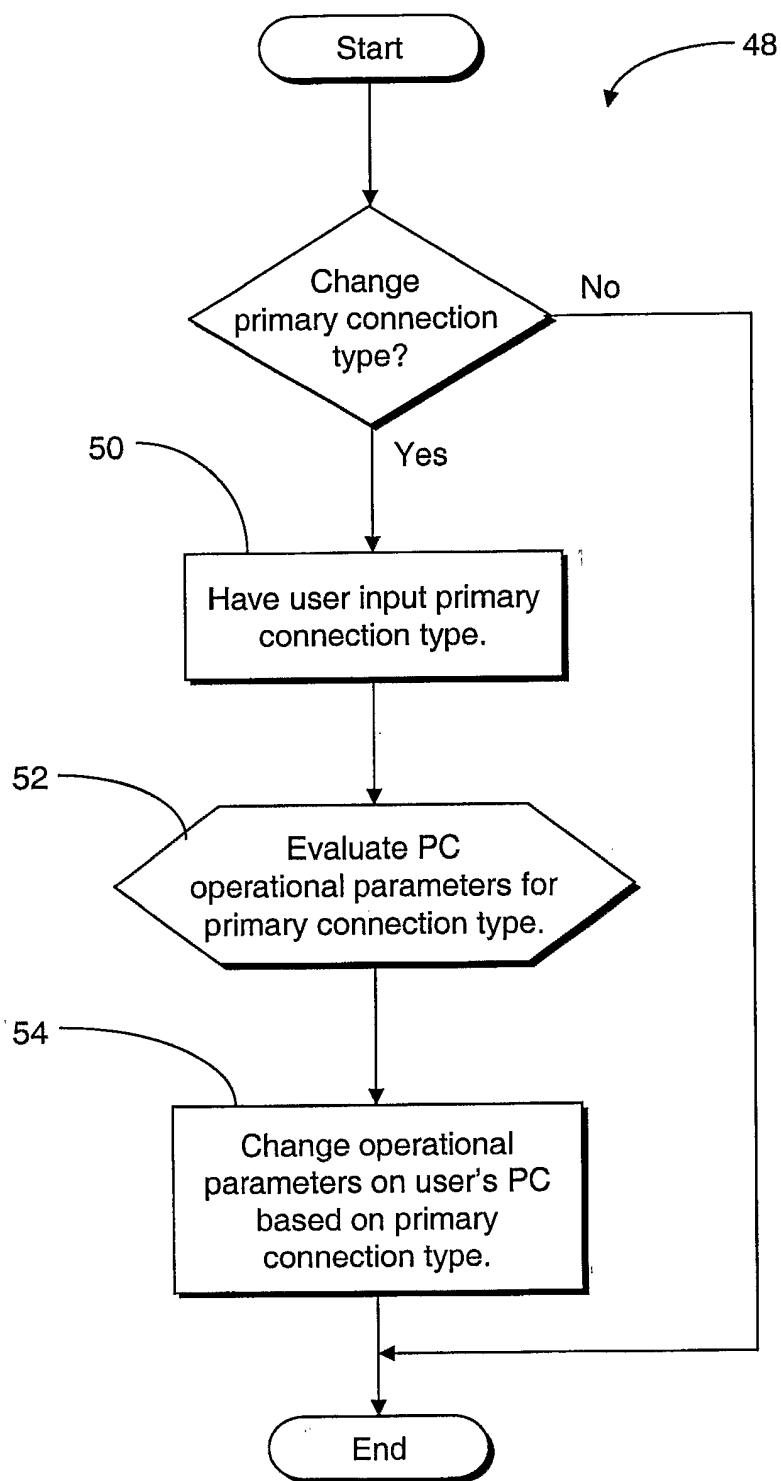 Start
48
Change
primary connection
type?
No
Yes
50
Have user input primary
connection type.
52
Evaluate PC
operational parameters for
primary connection type.
54
Change operational
parameters on user's PC
based on primary
connection type.
End